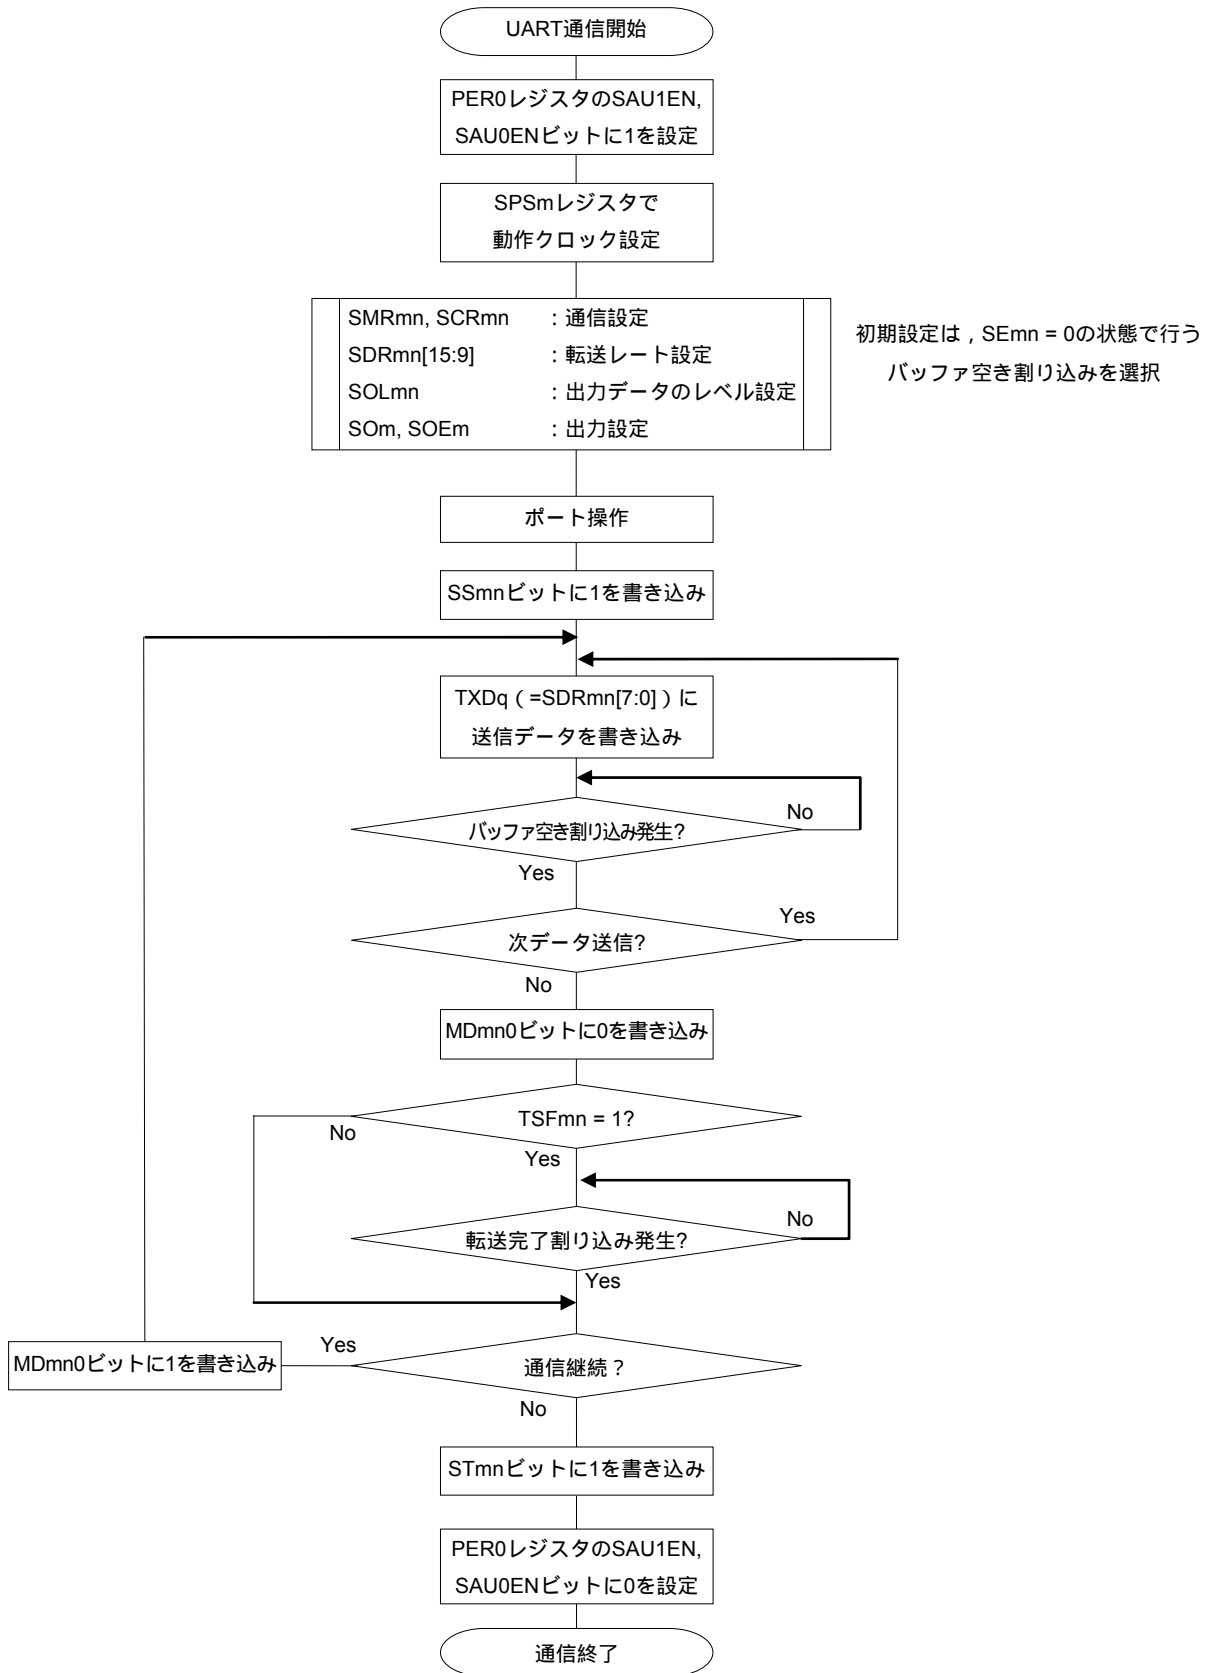 UART通信開始
PER0レジスタのSAU1EN,
SAU0ENビットに1を設定
SPSmレジスタで
動作クロック設定
SMRmn, SCRmn ：通信設定
SDRmn[15:9] ：転送レート設定
SOLmn ：出力データのレベル設定
SOm, SOEm ：出力設定
初期設定は，SEmn = 0の状態で行う
バッファ空き割り込みを選択
ポート操作
SSmnビットに1を書き込み
TXDq（=SDRmn[7:0]）に
送信データを書き込み
バッファ空き割り込み発生?
No
Yes
次データ送信?
Yes
No
MDmn0ビットに0を書き込み
TSFmn = 1?
No
Yes
転送完了割り込み発生?
No
Yes
通信継続？
Yes
MDmn0ビットに1を書き込み
No
STmnビットに1を書き込み
PER0レジスタのSAU1EN,
SAU0ENビットに0を設定
通信終了